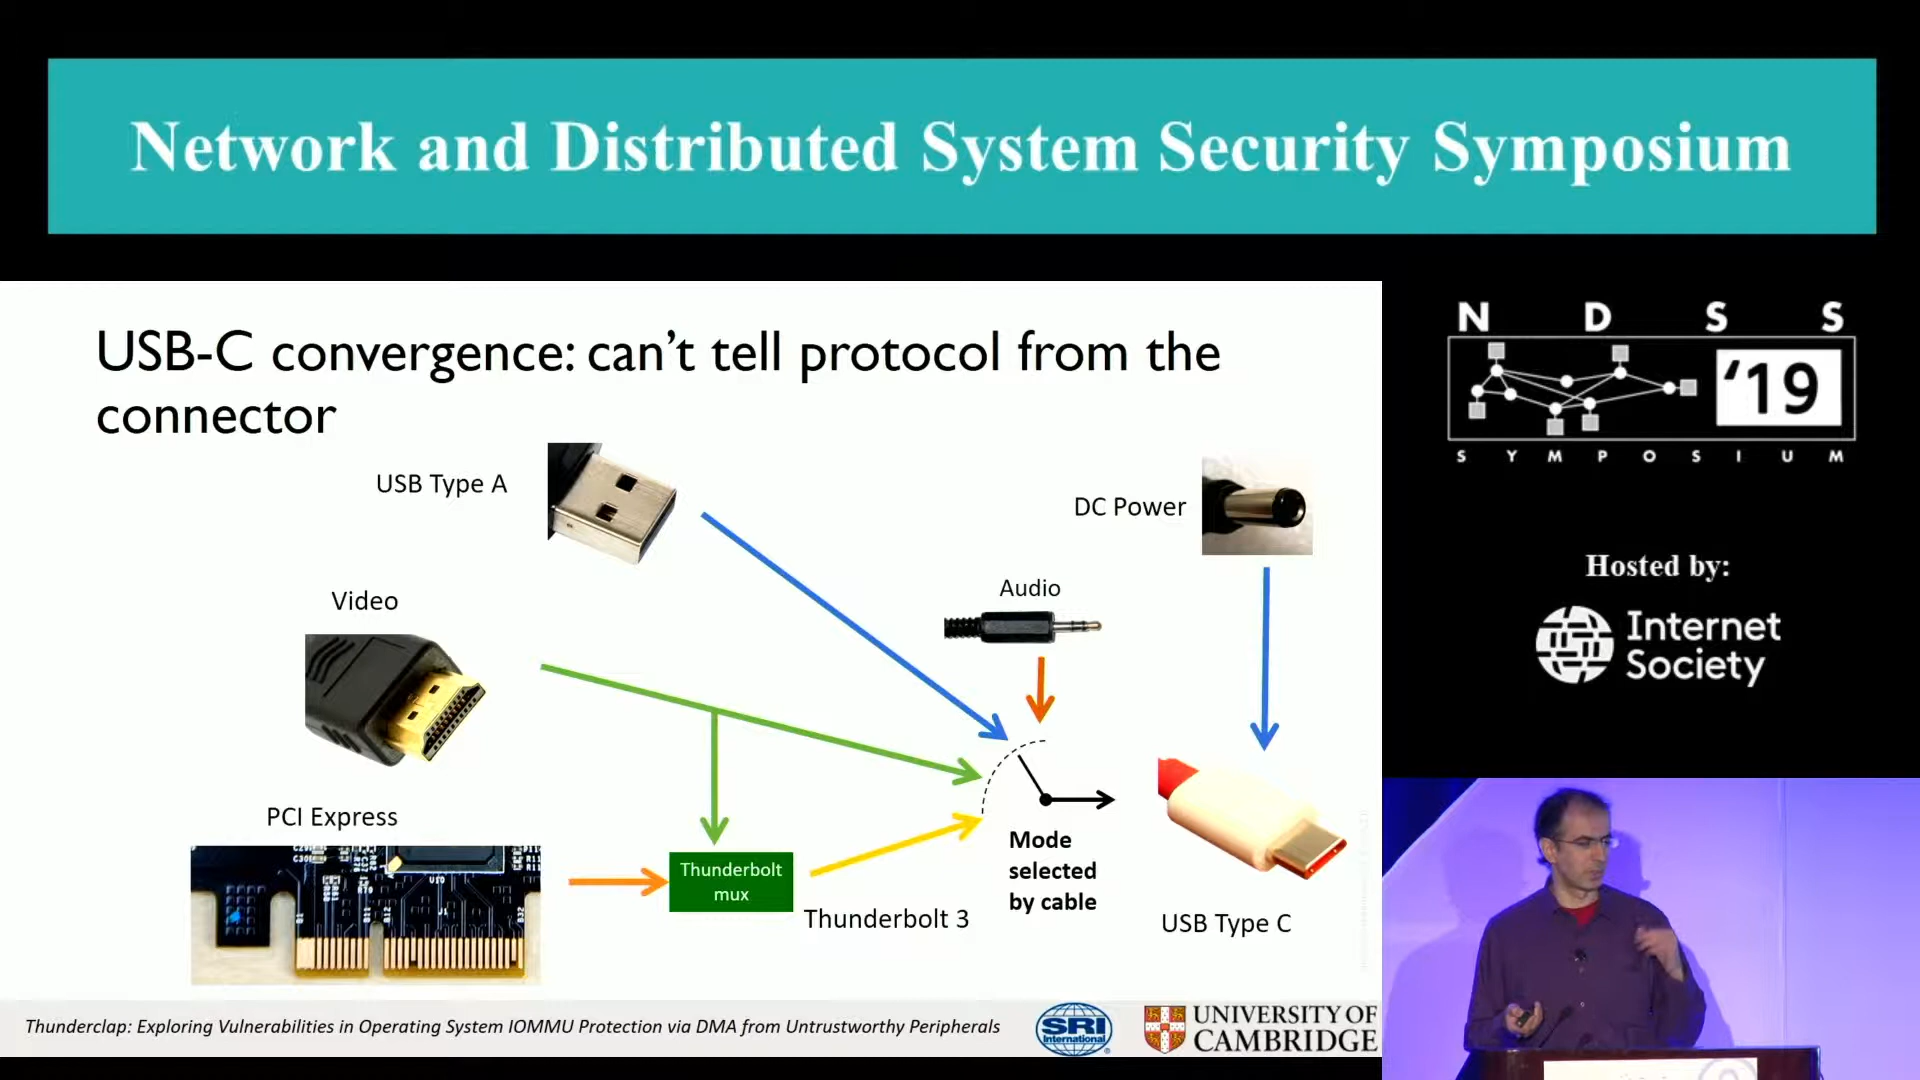 Network and Distributed System Security Symposium
N D S S
'19
S Y M P O S I U M
Hosted by:
Internet
Society
USB-C convergence: can't tell protocol from the
connector
USB Type A
DC Power
Audio
Video
PCI Express
Thunderbolt
mux
Thunderbolt 3
Mode
selected
by cable
USB Type C
Thunderclap: Exploring Vulnerabilities in Operating System IOMMU Protection via DMA from Untrustworthy Peripherals
SRI
International
UNIVERSITY OF
CAMBRIDGE